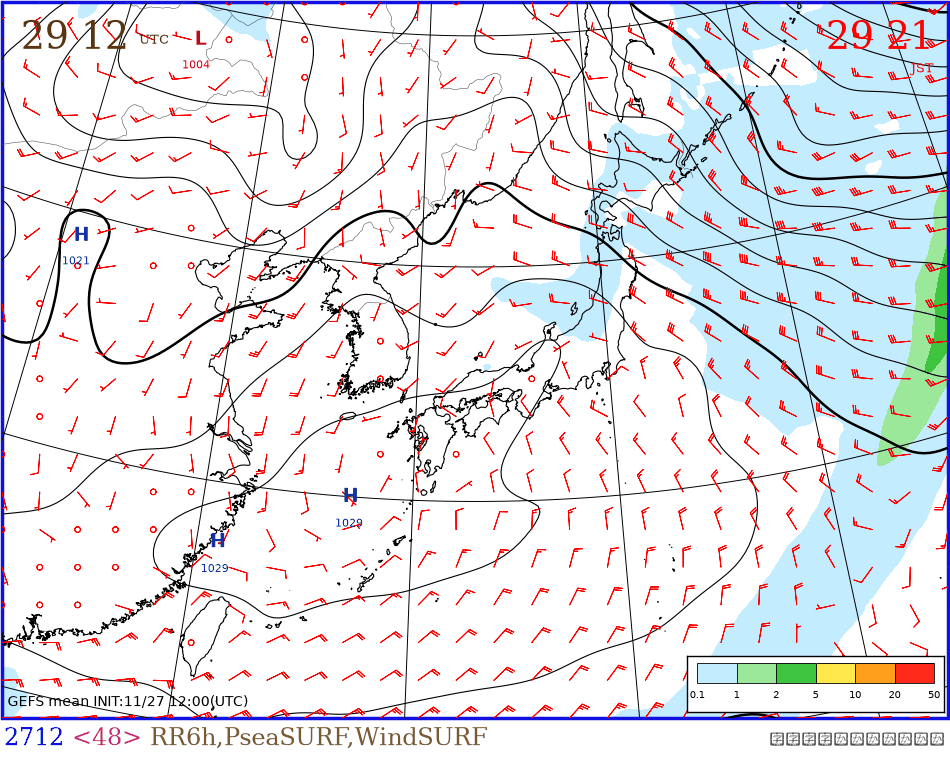 29 12 UTC
29 21
JST
L
1004
H
1021
H
1029
H
1029
GEFS mean INIT:11/27 12:00(UTC)
0.1 1 2 5 10 20 50
2712 <48> RR6h,PseaSURF,WindSURF